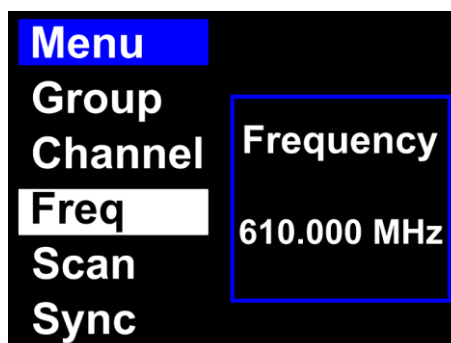 Menu
Group
Channel
Freq
Scan
Sync
Frequency
610.000 MHz